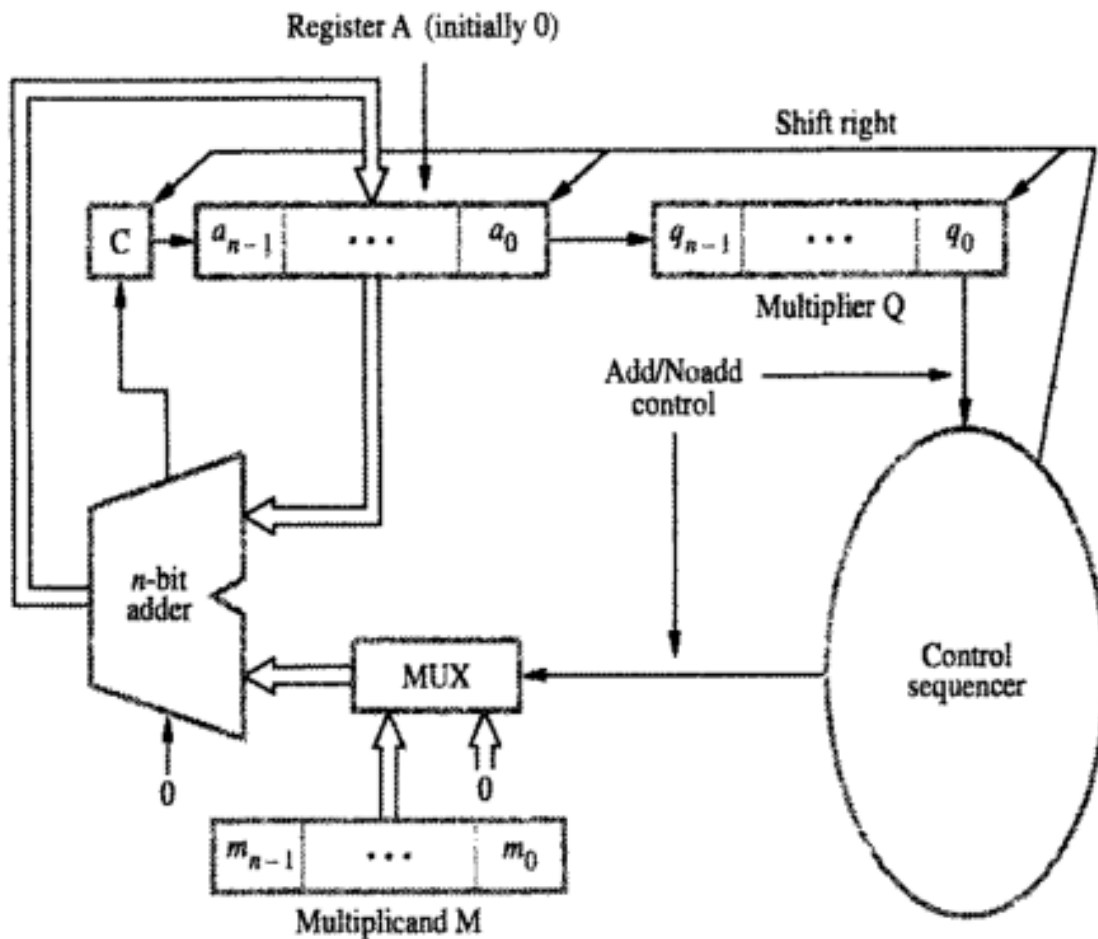 Register A (initially 0)
Shift right
C
a_{n-1} ... a_0
q_{n-1} ... q_0
Multiplier Q
Add/Noadd
control
n-bit
adder
MUX
Control
sequencer
0
0
m_{n-1} ... m_0
Multiplicand M